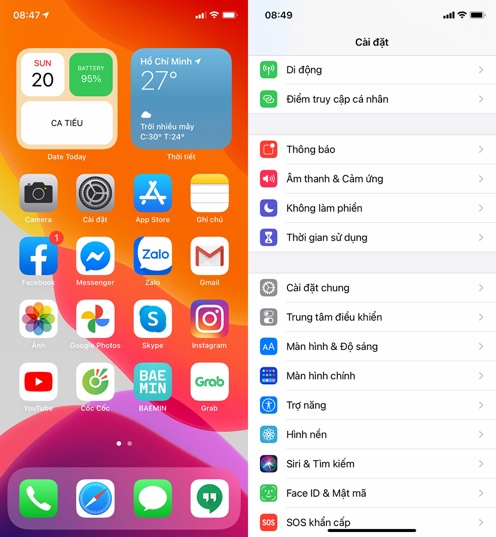 08:47
SUN
20
BATTERY
95%
CA TIÊU
Date Today
Hồ Chí Minh
27°
Trời nhiều mây
C:30° T:24°
Thời tiết
Camera
Cài đặt
App Store
Ghi chú
1
Zalo
Facebook
Messenger
Zalo
Gmail
Ảnh
Google Photos
Skype
Instagram
BAE
MIN
Grab
YouTube
Cốc Cốc
BAEMIN
Grab
08:49
Cài đặt
Di động
Điểm truy cập cá nhân
Thông báo
Âm thanh & Cảm ứng
Không làm phiền
Thời gian sử dụng
Cài đặt chung
Trung tâm điều khiển
AA
Màn hình & Độ sáng
Màn hình chính
Trợ năng
Hình nền
Siri & Tìm kiếm
Face ID & Mật mã
SOS
SOS khẩn cấp